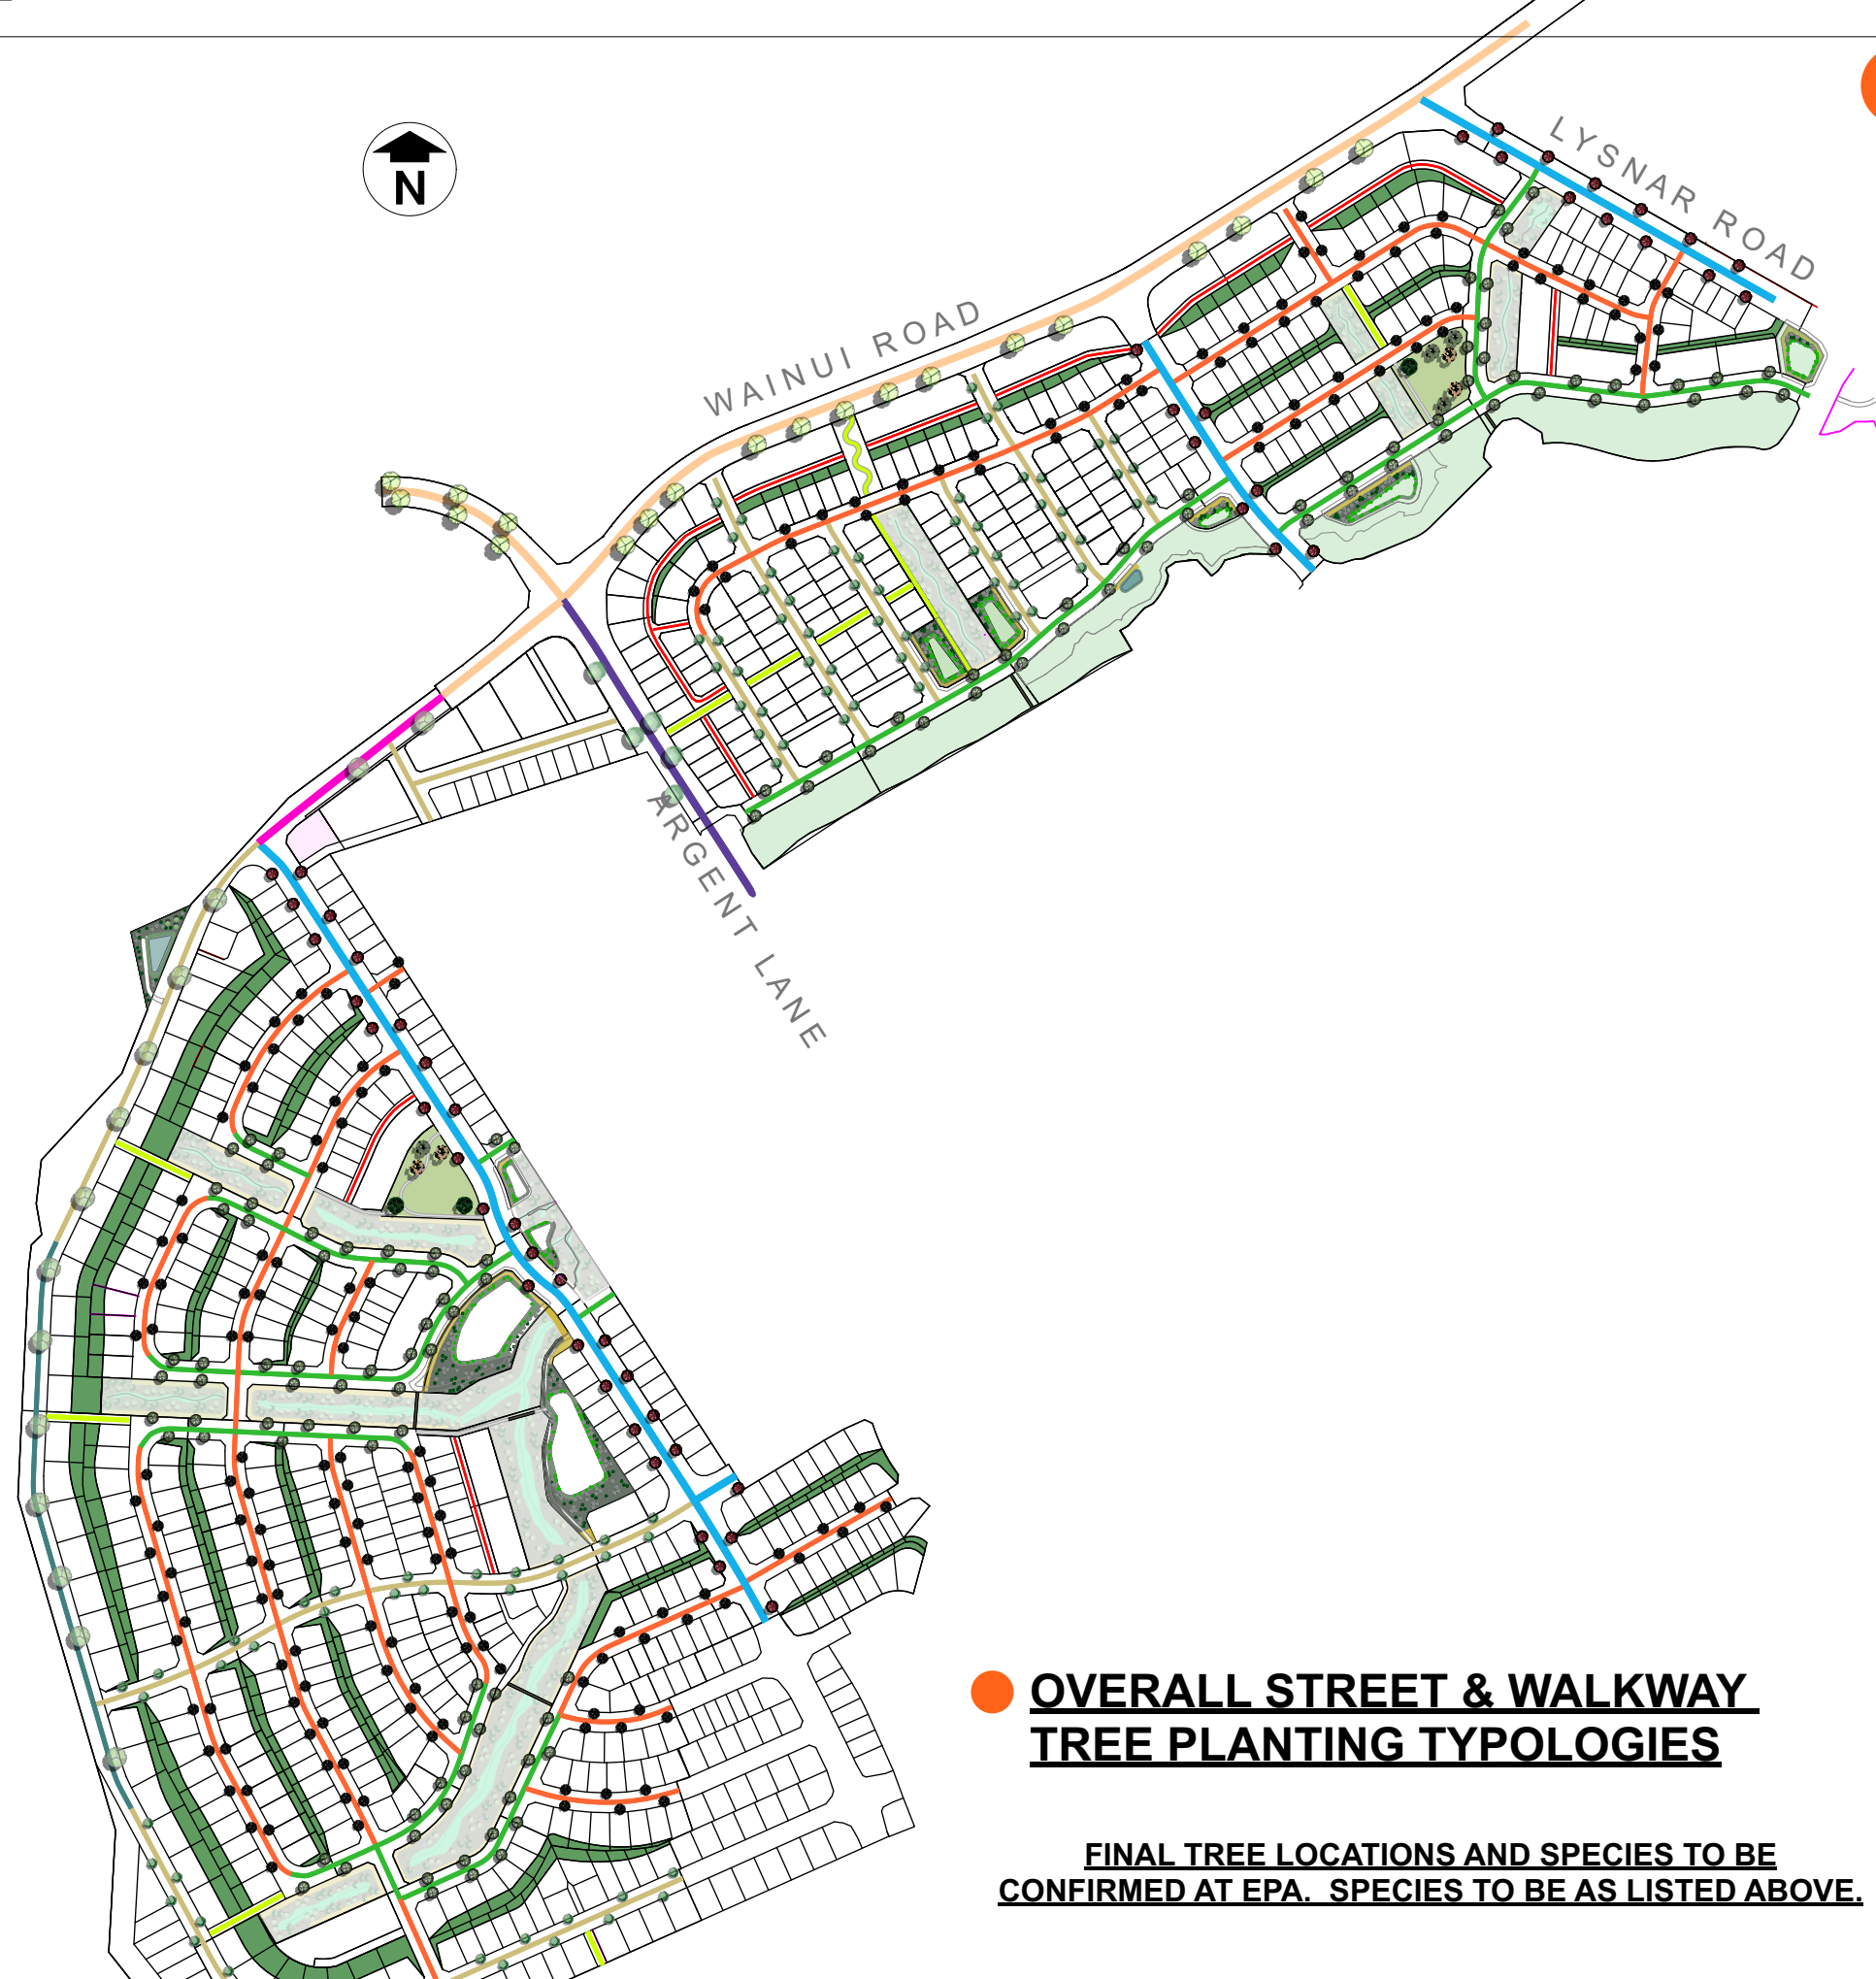 LYSNAR ROAD
N
WAINUI ROAD
ARGENT LANE
OVERALL STREET & WALKWAY
TREE PLANTING TYPOLOGIES
FINAL TREE LOCATIONS AND SPECIES TO BE
CONFIRMED AT EPA. SPECIES TO BE AS LISTED ABOVE.